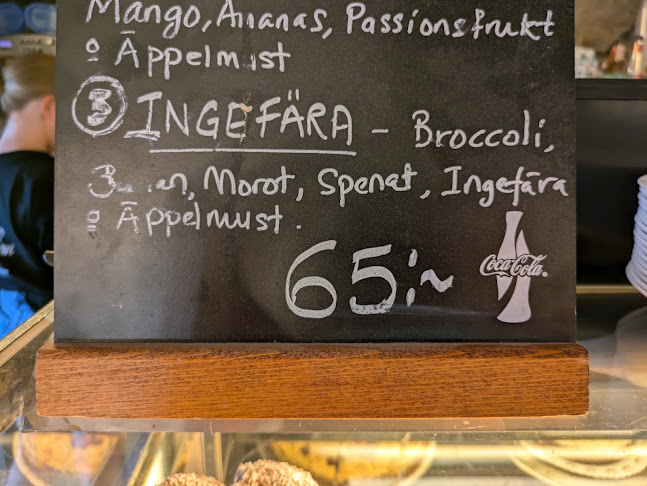 Mango, Ananas, Passionsfrukt
o Äppelmust
3 INGEFÄRA - Broccoli,
Morot, Spenat, Ingefära
o Äppelmust.
65:~
Coca-Cola